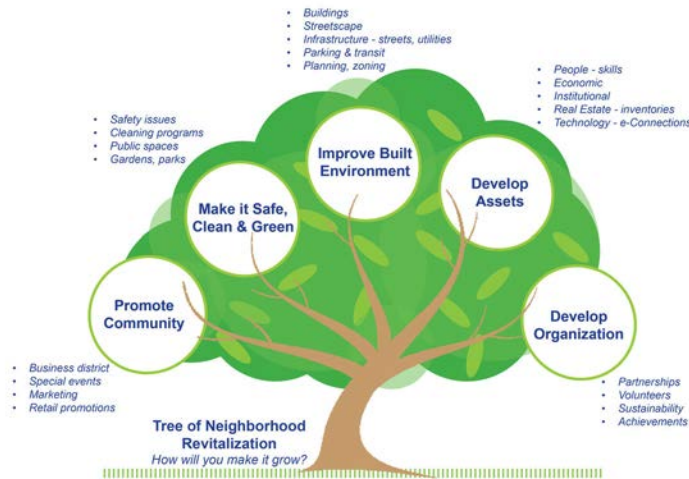 • Buildings
• Streetscape
• Infrastructure - streets, utilities
• Parking & transit
• Planning, zoning
• People - skills
• Economic
• Institutional
• Real Estate - inventories
• Technology - e-Connections
• Safety issues
• Cleaning programs
• Public spaces
• Gardens, parks
Improve Built
Environment
Develop
Assets
Make it Safe,
Clean & Green
Promote
Community
Develop
Organization
• Business district
• Special events
• Marketing
• Retail promotions
• Partnerships
• Volunteers
• Sustainability
• Achievements
Tree of Neighborhood
Revitalization
How will you make it grow?